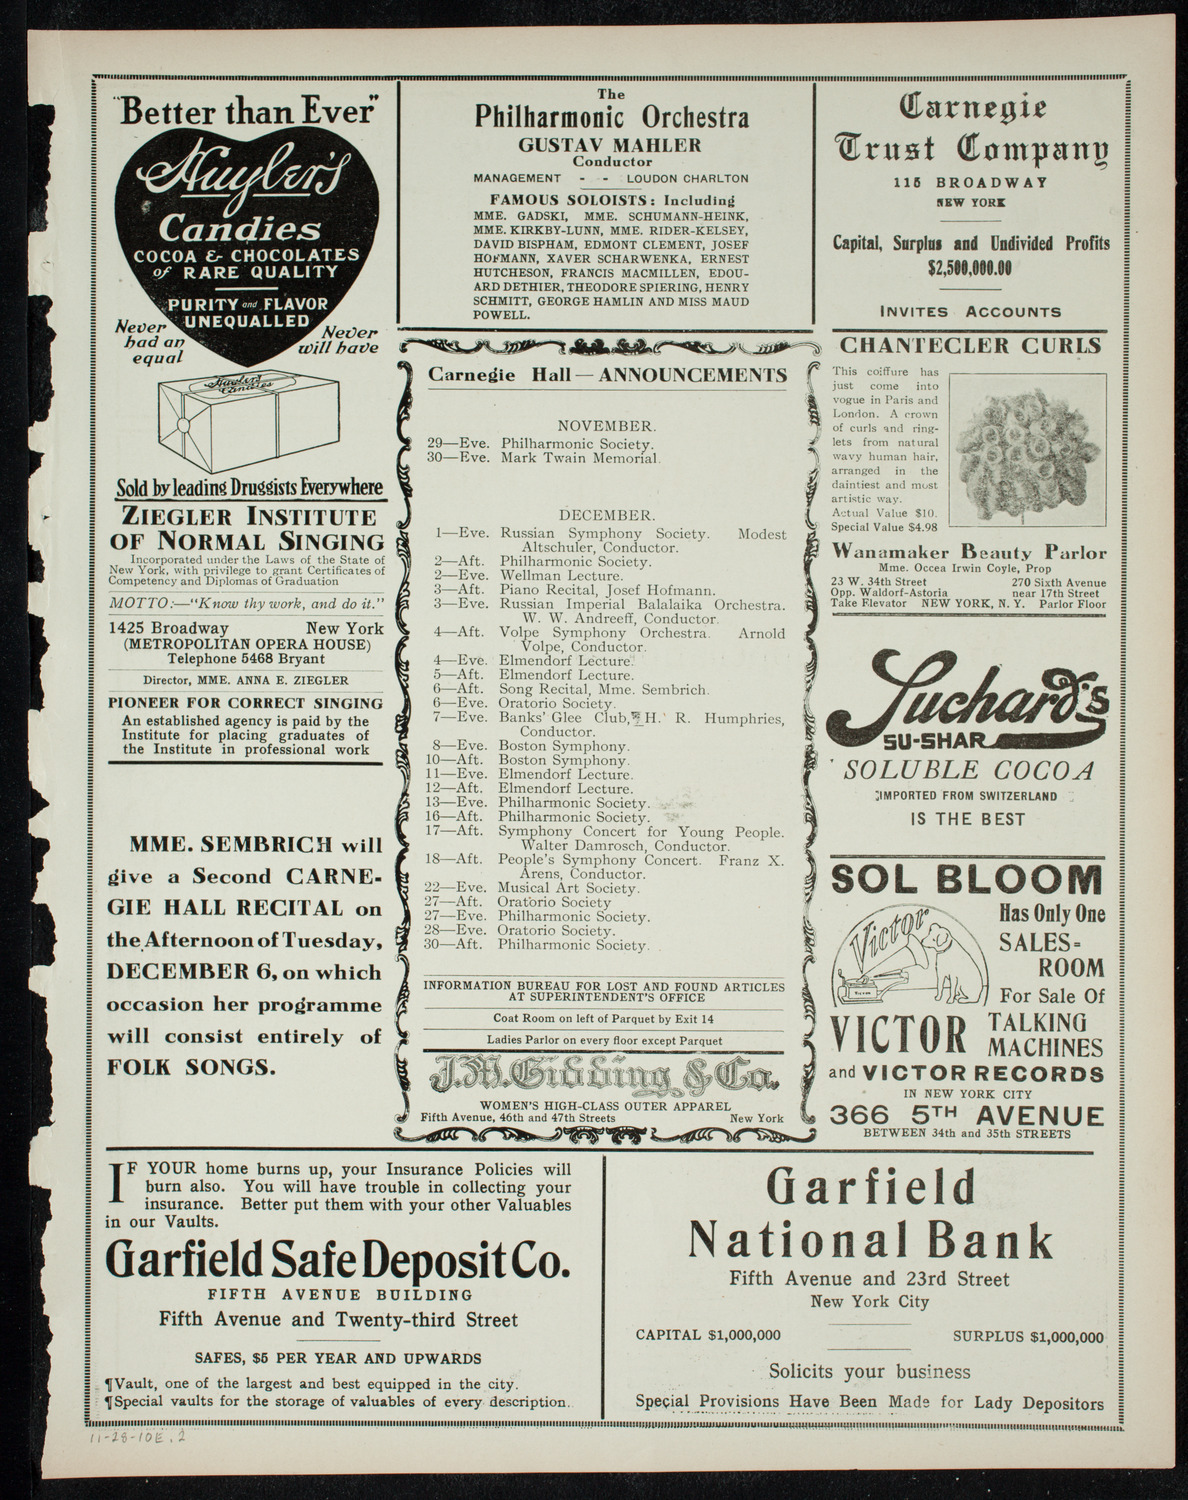 "Better than Ever"
Huyler's
Candies
COCOA & CHOCOLATES
of RARE QUALITY
PURITY and FLAVOR
UNEQUALLED
Never
had an
equal
Never
will have
Huyler's
Candies
Sold by leading Druggists Everywhere
ZIEGLER INSTITUTE
OF NORMAL SINGING
Incorporated under the Laws of the State of
New York, with privilege to grant Certificates of
Competency and Diplomas of Graduation
MOTTO:—"Know thy work, and do it."
1425 Broadway New York
(METROPOLITAN OPERA HOUSE)
Telephone 5468 Bryant
Director, MME. ANNA E. ZIEGLER
PIONEER FOR CORRECT SINGING
An established agency is paid by the
Institute for placing graduates of
the Institute in professional work
MME. SEMBRICH will
give a Second CARNE-
GIE HALL RECITAL on
the Afternoon of Tuesday,
DECEMBER 6, on which
occasion her programme
will consist entirely of
FOLK SONGS.
The
Philharmonic Orchestra
GUSTAV MAHLER
Conductor
MANAGEMENT - - LOUDON CHARLTON
FAMOUS SOLOISTS: Including
MME. GADSKI, MME. SCHUMANN-HEINK,
MME. KIRKBY-LUNN, MME. RIDER-KELSEY,
DAVID BISPHAM, EDMONT CLEMENT, JOSEF
HOFMANN, XAVER SCHARWENKA, ERNEST
HUTCHESON, FRANCIS MACMILLEN, EDOU-
ARD DETHIER, THEODORE SPIERING, HENRY
SCHMITT, GEORGE HAMLIN AND MISS MAUD
POWELL.
Carnegie Hall—ANNOUNCEMENTS
NOVEMBER.
29—Eve. Philharmonic Society.
30—Eve. Mark Twain Memorial.
DECEMBER.
1—Eve. Russian Symphony Society. Modest
Altschuler, Conductor.
2—Aft. Philharmonic Society.
2—Eve. Wellman Lecture.
3—Aft. Piano Recital, Josef Hofmann.
3—Eve. Russian Imperial Balalaika Orchestra.
W. W. Andreeff, Conductor.
4—Aft. Volpe Symphony Orchestra. Arnold
Volpe, Conductor.
4—Eve. Elmendorf Lecture.
5—Aft. Elmendorf Lecture.
6—Aft. Song Recital, Mme. Sembrich.
6—Eve. Oratorio Society.
7—Eve. Banks' Glee Club, H. R. Humphries,
Conductor.
8—Eve. Boston Symphony.
10—Aft. Boston Symphony.
11—Eve. Elmendorf Lecture.
12—Aft. Elmendorf Lecture.
13—Eve. Philharmonic Society.
16—Aft. Philharmonic Society.
17—Aft. Symphony Concert for Young People.
Walter Damrosch, Conductor.
18—Aft. People's Symphony Concert. Franz X.
Arens, Conductor.
22—Eve. Musical Art Society.
27—Aft. Oratorio Society
27—Eve. Philharmonic Society.
28—Eve. Oratorio Society.
30—Aft. Philharmonic Society.
INFORMATION BUREAU FOR LOST AND FOUND ARTICLES
AT SUPERINTENDENT'S OFFICE
Coat Room on left of Parquet by Exit 14
Ladies Parlor on every floor except Parquet
J.M. Gidding & Co.
WOMEN'S HIGH-CLASS OUTER APPAREL
Fifth Avenue, 46th and 47th Streets New York
Carnegie
Trust Company
115 BROADWAY
NEW YORK
Capital, Surplus and Undivided Profits
$2,500,000.00
INVITES ACCOUNTS
CHANTECLER CURLS
This coiffure has
just come into
vogue in Paris and
London. A crown
of curls and ring-
lets from natural
wavy human hair,
arranged in the
daintiest and most
artistic way.
Actual Value $10.
Special Value $4.98
Wanamaker Beauty Parlor
Mme. Occea Irwin Coyle, Prop
23 W. 34th Street 270 Sixth Avenue
Opp. Waldorf-Astoria near 17th Street
Take Elevator NEW YORK, N. Y. Parlor Floor
Suchard's
SU-SHAR
SOLUBLE COCOA
IMPORTED FROM SWITZERLAND
IS THE BEST
SOL BLOOM
Victor
Has Only One
SALES-
ROOM
For Sale Of
VICTOR TALKING
MACHINES
and VICTOR RECORDS
IN NEW YORK CITY
366 5TH AVENUE
BETWEEN 34th and 35th STREETS
IF YOUR home burns up, your Insurance Policies will
burn also. You will have trouble in collecting your
insurance. Better put them with your other Valuables
in our Vaults.
Garfield Safe Deposit Co.
FIFTH AVENUE BUILDING
Fifth Avenue and Twenty-third Street
SAFES, $5 PER YEAR AND UPWARDS
¶Vault, one of the largest and best equipped in the city.
¶Special vaults for the storage of valuables of every description.
Garfield
National Bank
Fifth Avenue and 23rd Street
New York City
CAPITAL $1,000,000 SURPLUS $1,000,000
Solicits your business
Special Provisions Have Been Made for Lady Depositors
11-28-10E.2